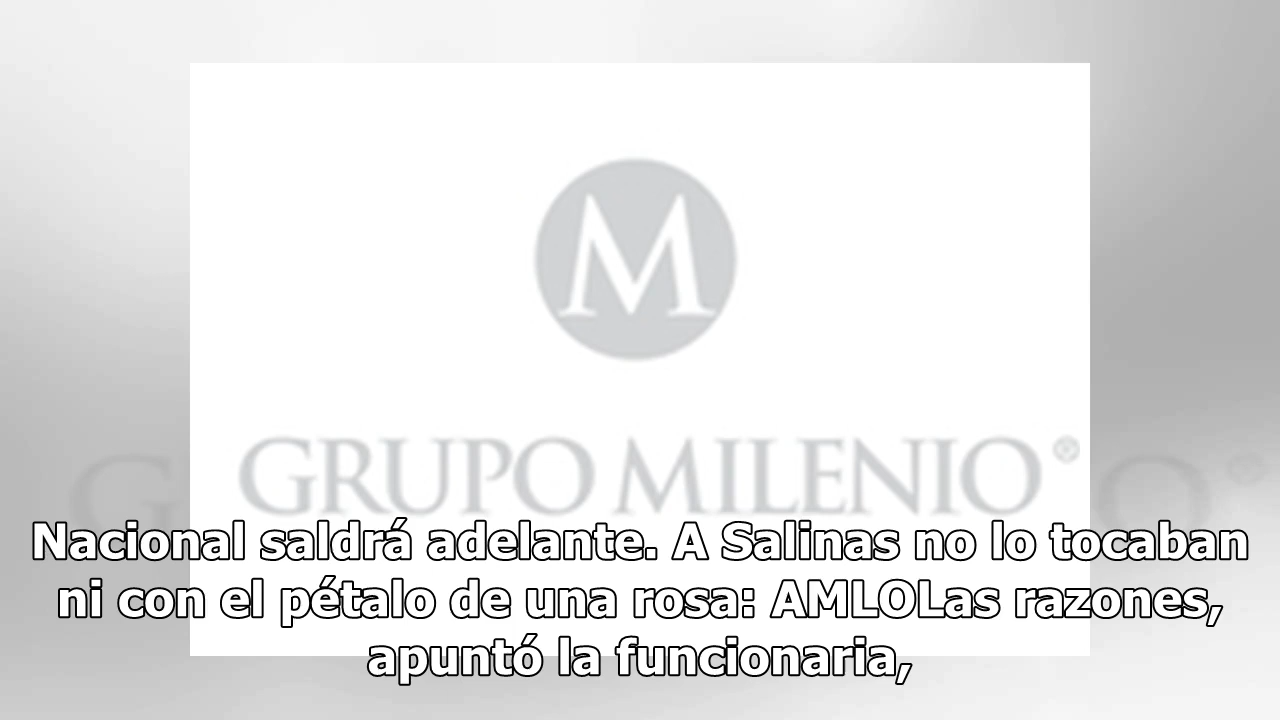 M
GRUPO MILENIO®
Nacional saldrá adelante. A Salinas no lo tocaban
ni con el pétalo de una rosa: AMLOLas razones,
apuntó la funcionaria,